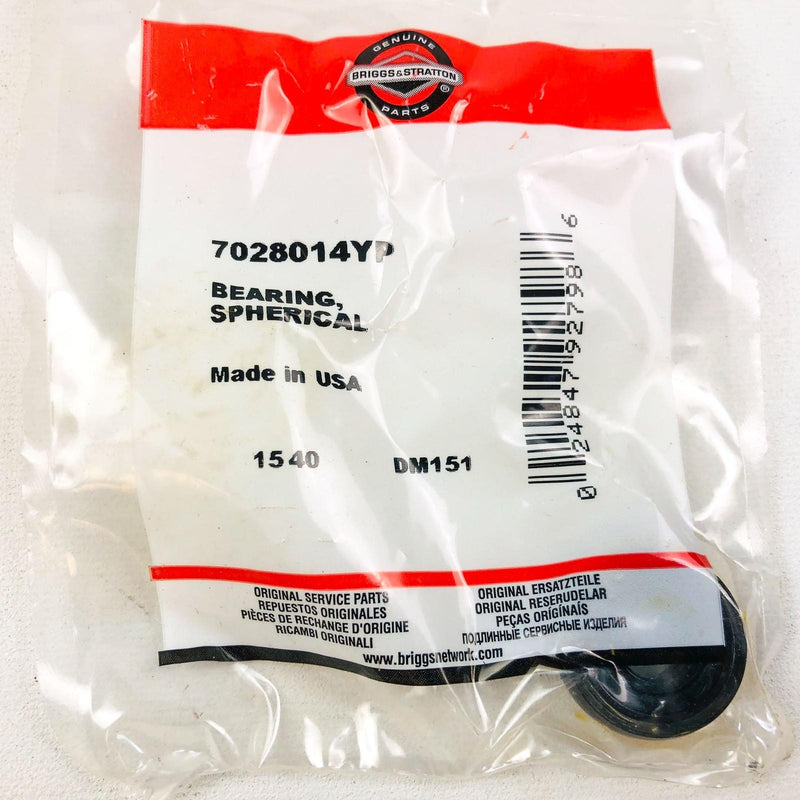 GENUINE
BRIGGS&STRATTON
®
PARTS
7028014YP
BEARING,
SPHERICAL
Made in USA
1540 DM151
0 24847 92798 6
ORIGINAL SERVICE PARTS
REPUESTOS ORIGINALES
PIÈCES DE RECHANGE D'ORIGINE
RICAMBI ORIGINALI
ORIGINAL ERSATZTEILE
ORIGINAL RESERUDELAR
PEÇAS ORÍGÍNAIS
ПОДЛИННЫЕ СЕРВИСНЫЕ ИЗДЕЛИЯ
www.briggsnetwork.com